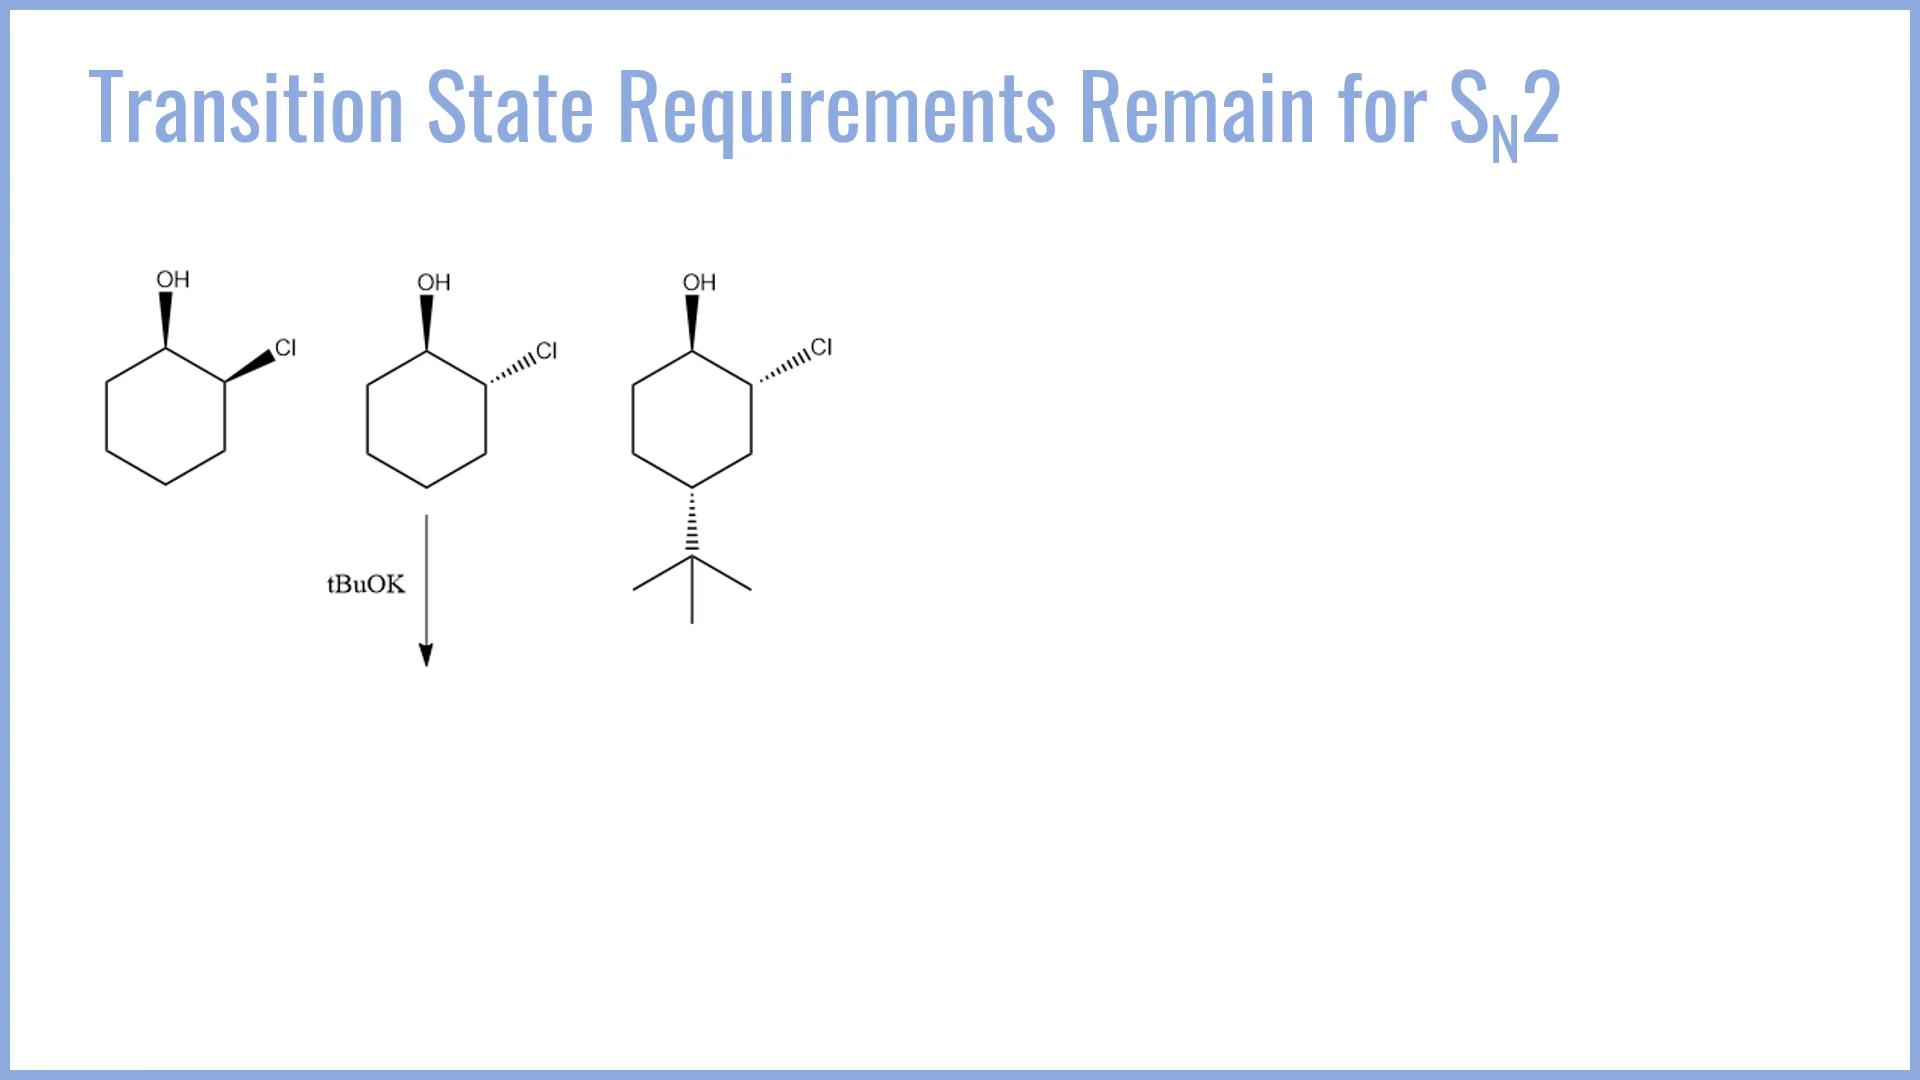 Transition State Requirements Remain for SN2
OH
OH
OH
Cl
Cl
Cl
tBuOK